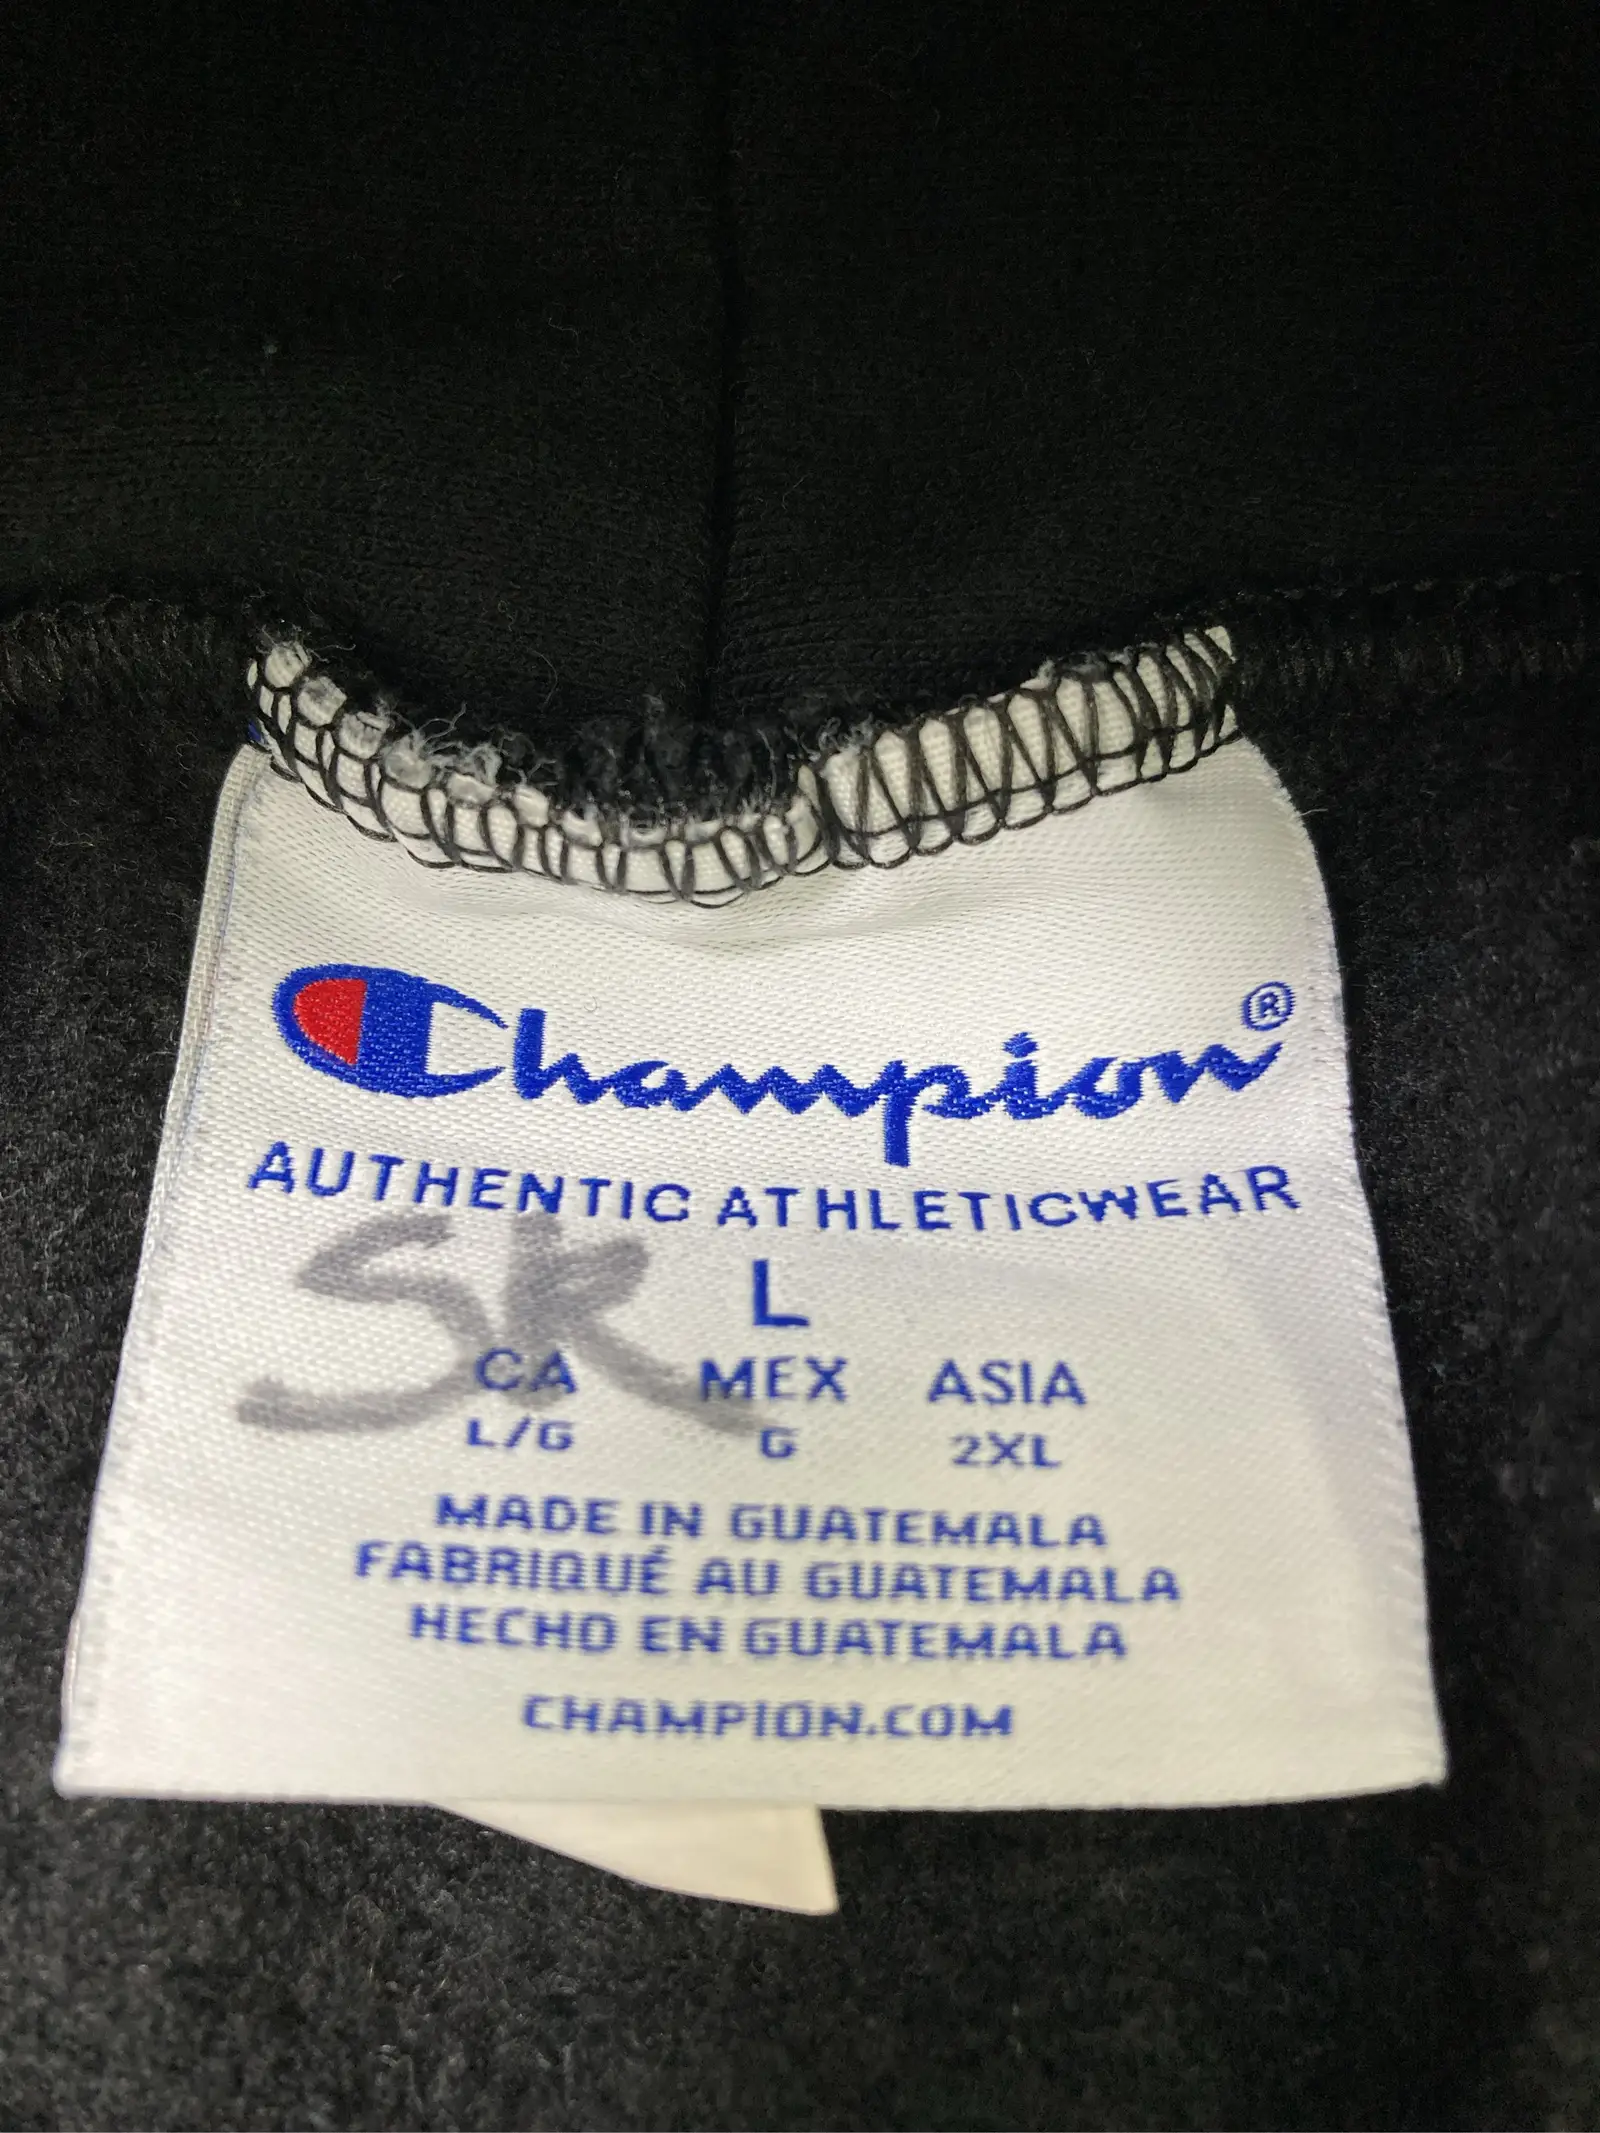 Champion®
AUTHENTIC ATHLETICWEAR
SK
L
CA MEX ASIA
L/G G 2XL
MADE IN GUATEMALA
FABRIQUÉ AU GUATEMALA
HECHO EN GUATEMALA
CHAMPION.COM